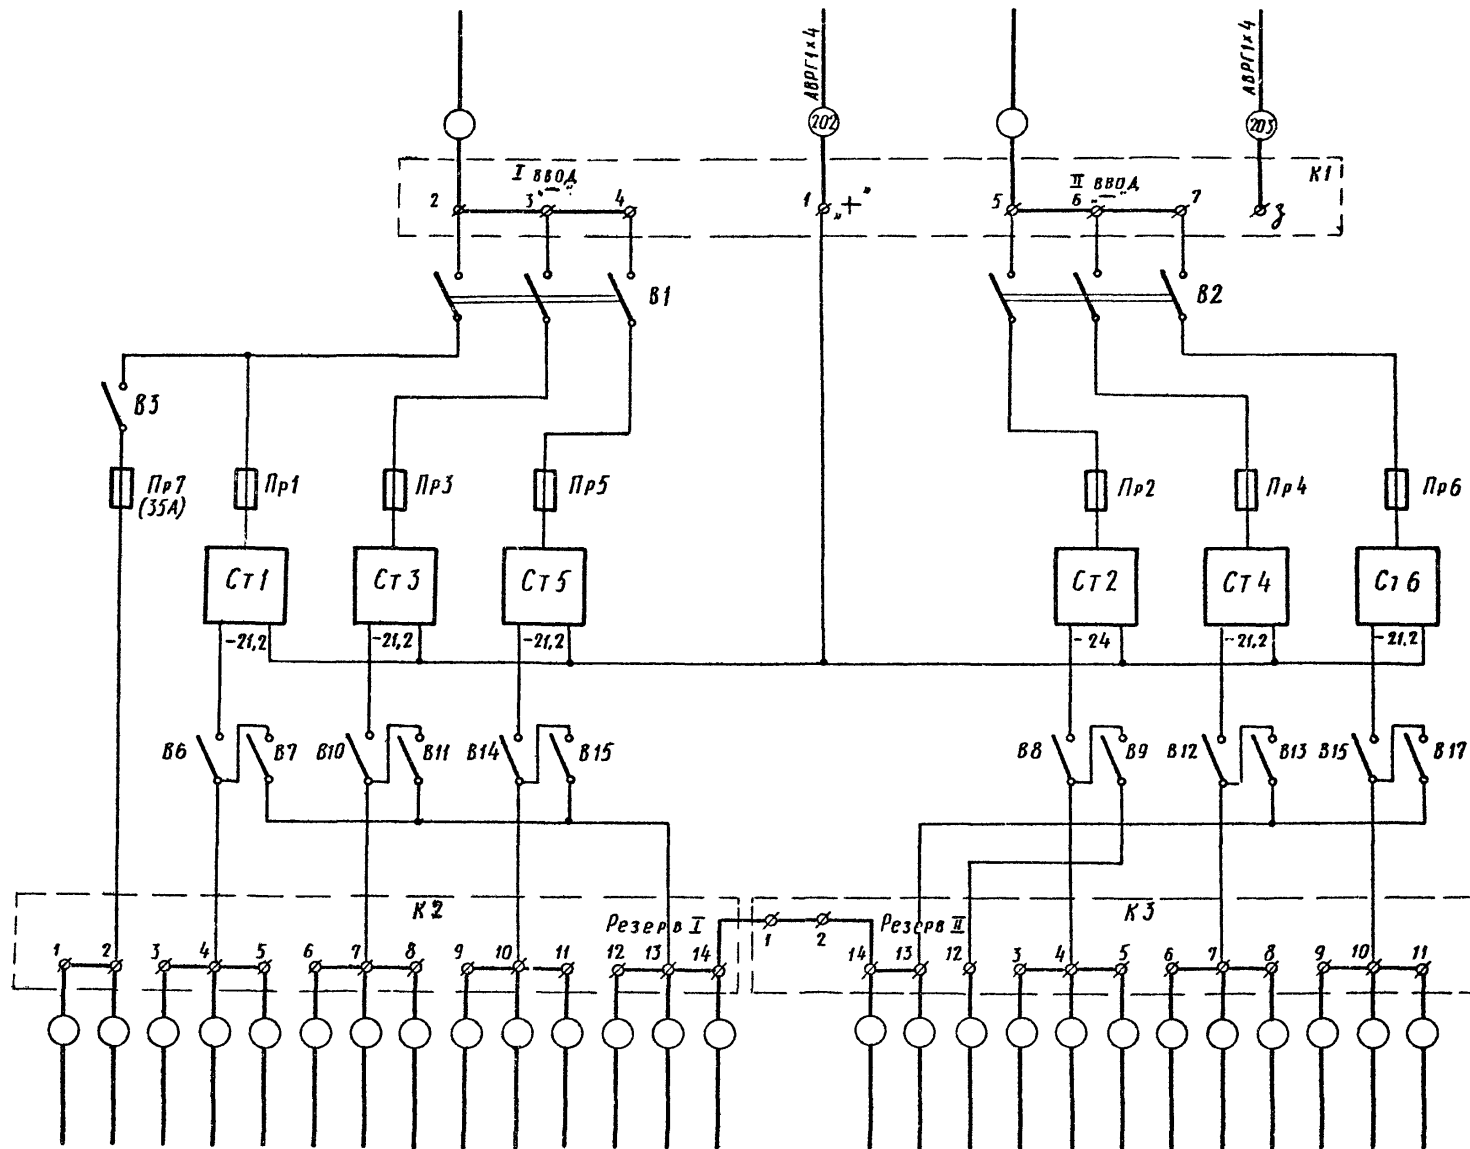 АВРГ1×4
АВРГ1×4
202
203
I ввод
II ввод
К1
2 3 „—" 4
1 „+"
5 6 „—" 7
З
В1
В2
В3
Пр7
(35А)
Пр1
Пр3
Пр5
Пр2
Пр4
Пр6
Ст1
Ст3
Ст5
Ст2
Ст4
Ст6
-21,2
-21,2
-21,2
-24
-21,2
-21,2
В6 В7 В10 В11 В14 В15
В8 В9 В12 В13 В15 В17
К2
Резерв I
Резерв II
К3
1 2 3 4 5 6 7 8 9 10 11 12 13 14
1 2
14 13 12 3 4 5 6 7 8 9 10 11